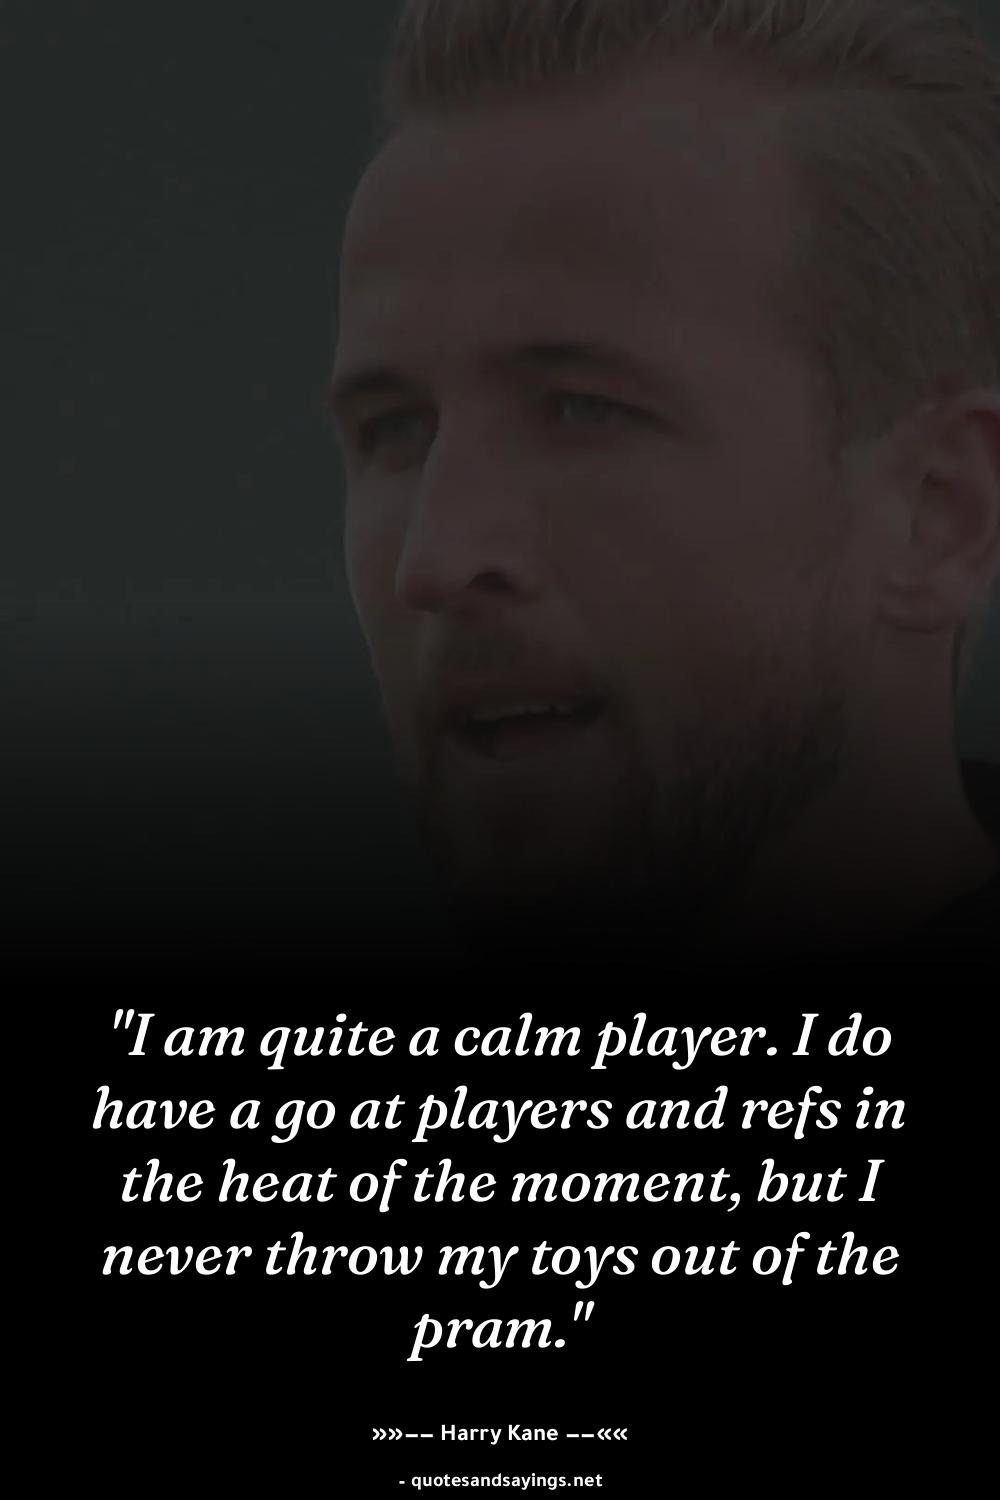 "I am quite a calm player. I do
have a go at players and refs in
the heat of the moment, but I
never throw my toys out of the
pram."
»»−− Harry Kane −−««
- quotesandsayings.net